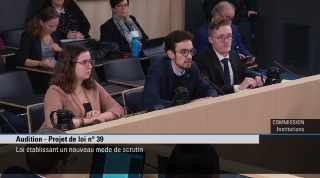 COMMISSION
Institutions
Audition - Projet de loi n° 39
Loi établissant un nouveau mode de scrutin